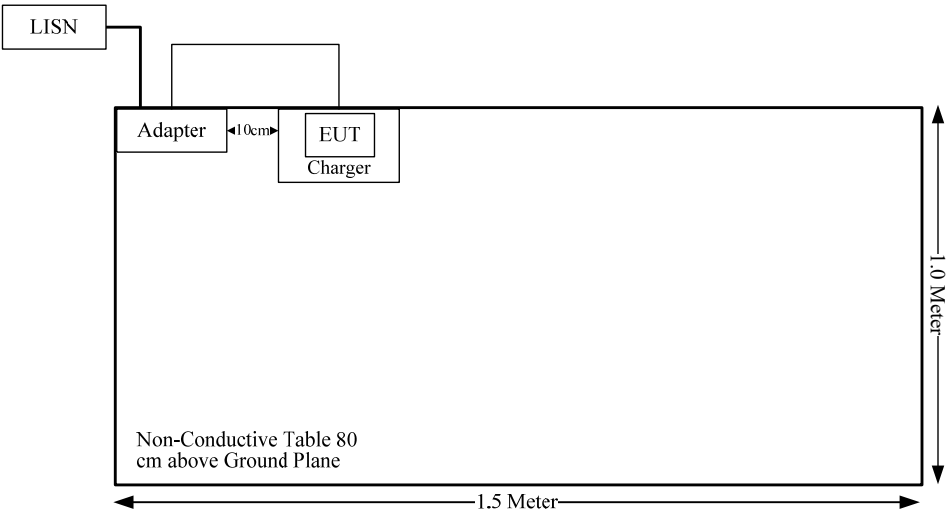 LISN
Adapter
10cm
EUT
Charger
1.0 Meter
Non-Conductive Table 80
cm above Ground Plane
1.5 Meter